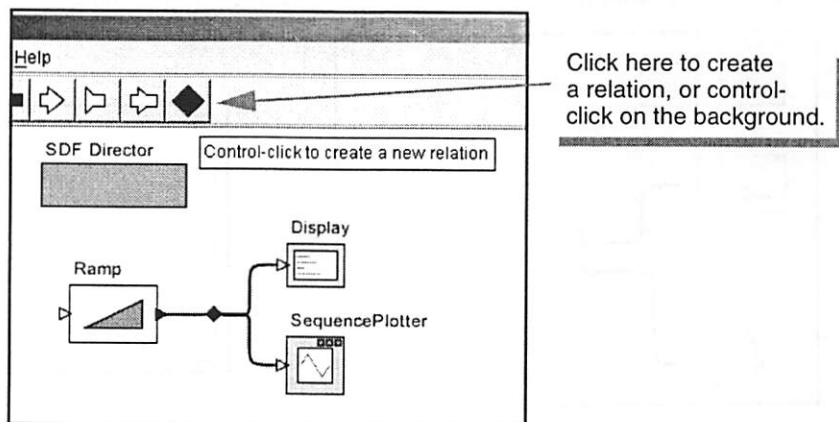 Help
Click here to create
a relation, or control-
click on the background.
SDF Director
Control-click to create a new relation
Display
Ramp
SequencePlotter